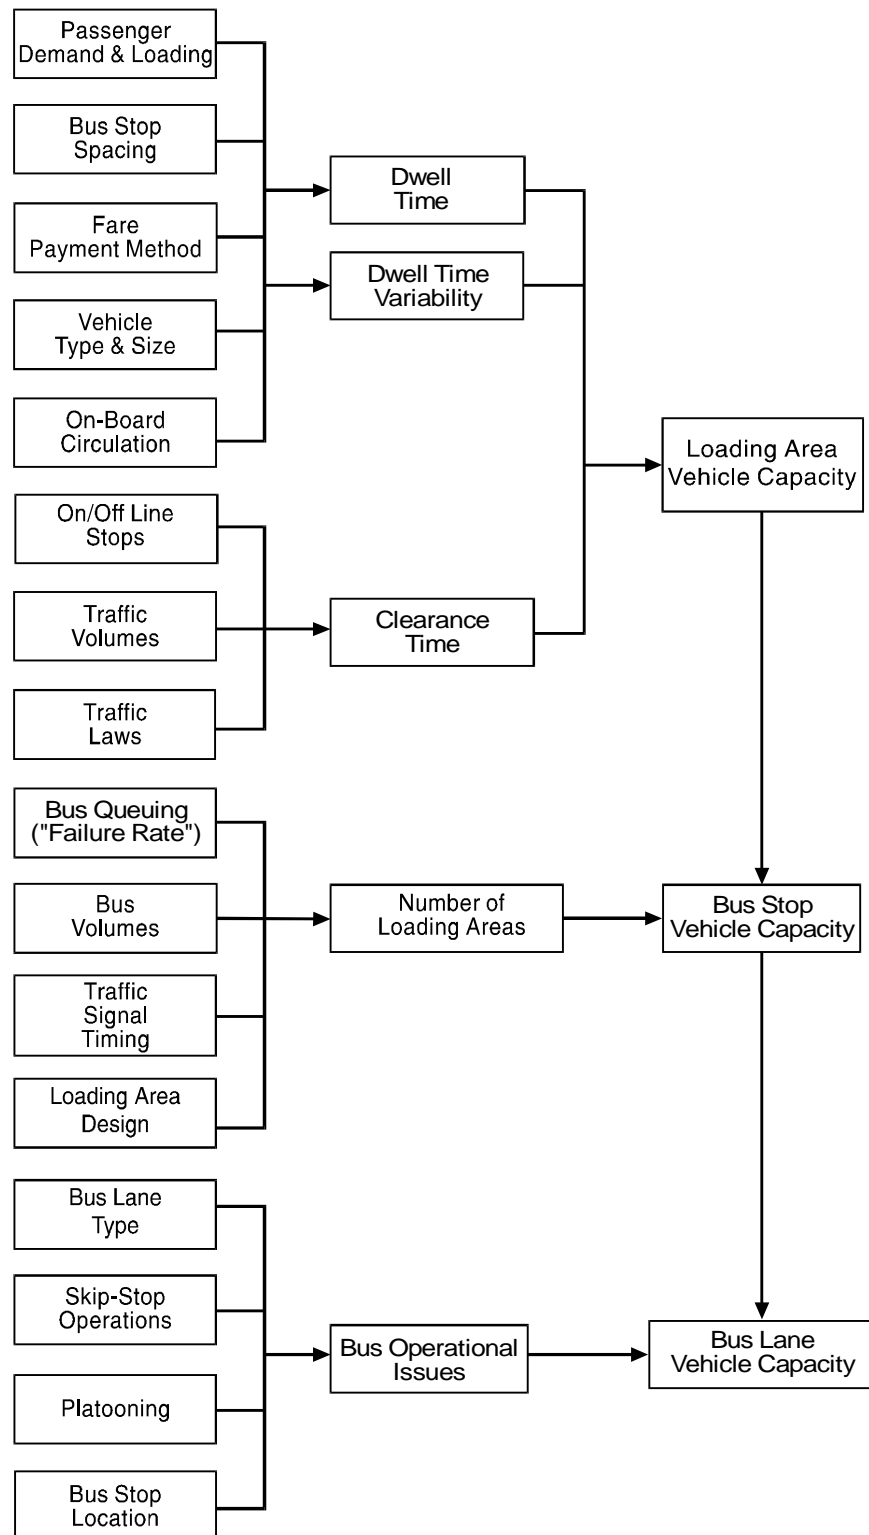 Passenger
Demand & Loading
Bus Stop
Spacing
Fare
Payment Method
Vehicle
Type & Size
On-Board
Circulation
On/Off Line
Stops
Traffic
Volumes
Traffic
Laws
Bus Queuing
("Failure Rate")
Bus
Volumes
Traffic
Signal
Timing
Loading Area
Design
Bus Lane
Type
Skip-Stop
Operations
Platooning
Bus Stop
Location
Dwell
Time
Dwell Time
Variability
Clearance
Time
Number of
Loading Areas
Bus Operational
Issues
Loading Area
Vehicle Capacity
Bus Stop
Vehicle Capacity
Bus Lane
Vehicle Capacity